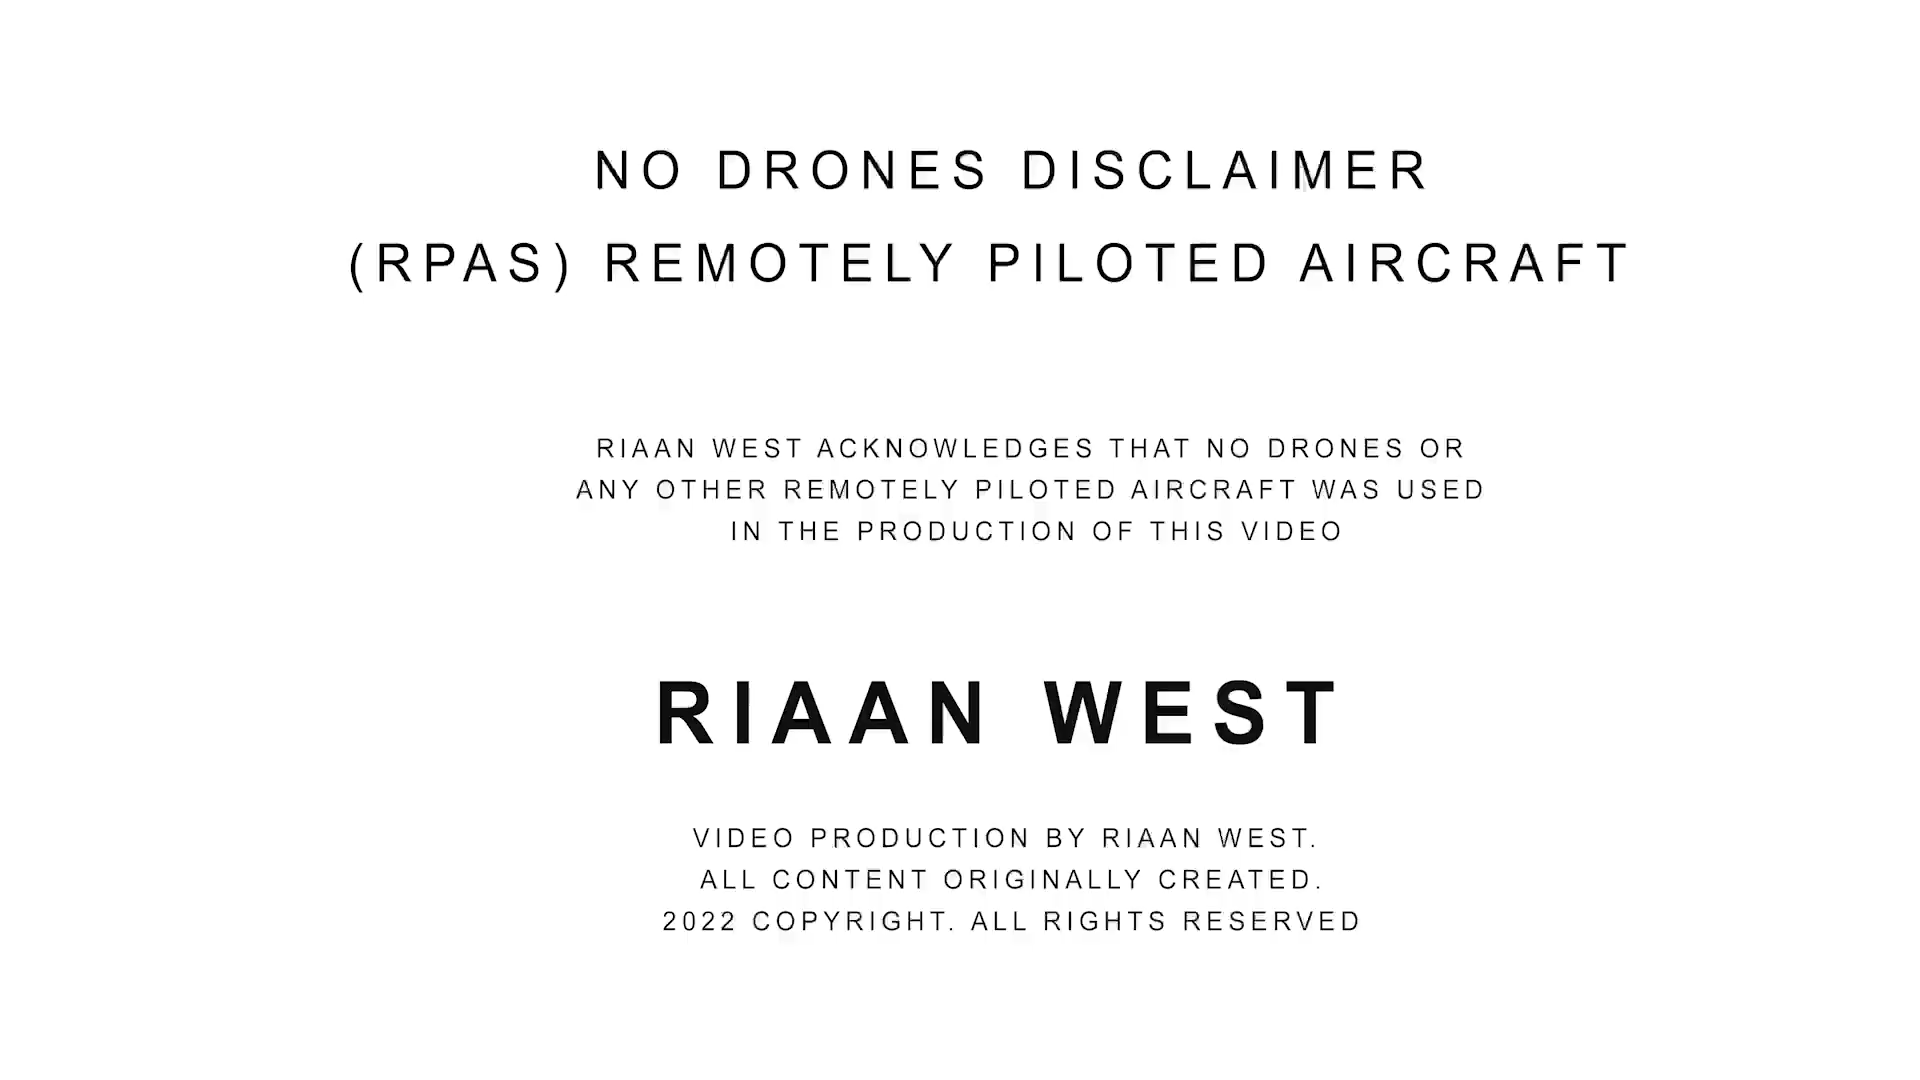 NO DRONES DISCLAIMER
(RPAS) REMOTELY PILOTED AIRCRAFT
RIAAN WEST ACKNOWLEDGES THAT NO DRONES OR
ANY OTHER REMOTELY PILOTED AIRCRAFT WAS USED
IN THE PRODUCTION OF THIS VIDEO
RIAAN WEST
VIDEO PRODUCTION BY RIAAN WEST.
ALL CONTENT ORIGINALLY CREATED.
2022 COPYRIGHT. ALL RIGHTS RESERVED